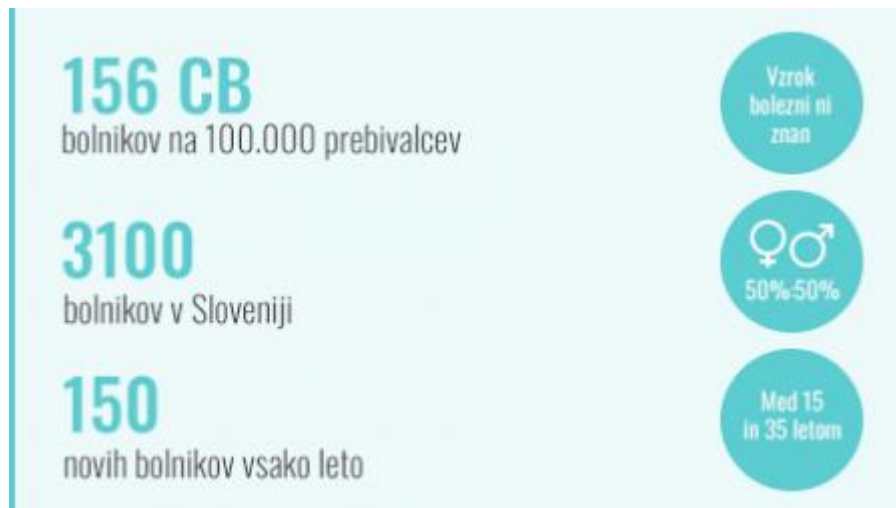 156 CB
bolnikov na 100.000 prebivalcev
Vzrok
bolezni ni
znan
3100
bolnikov v Sloveniji
50%-50%
150
novih bolnikov vsako leto
Med 15
in 35 letom